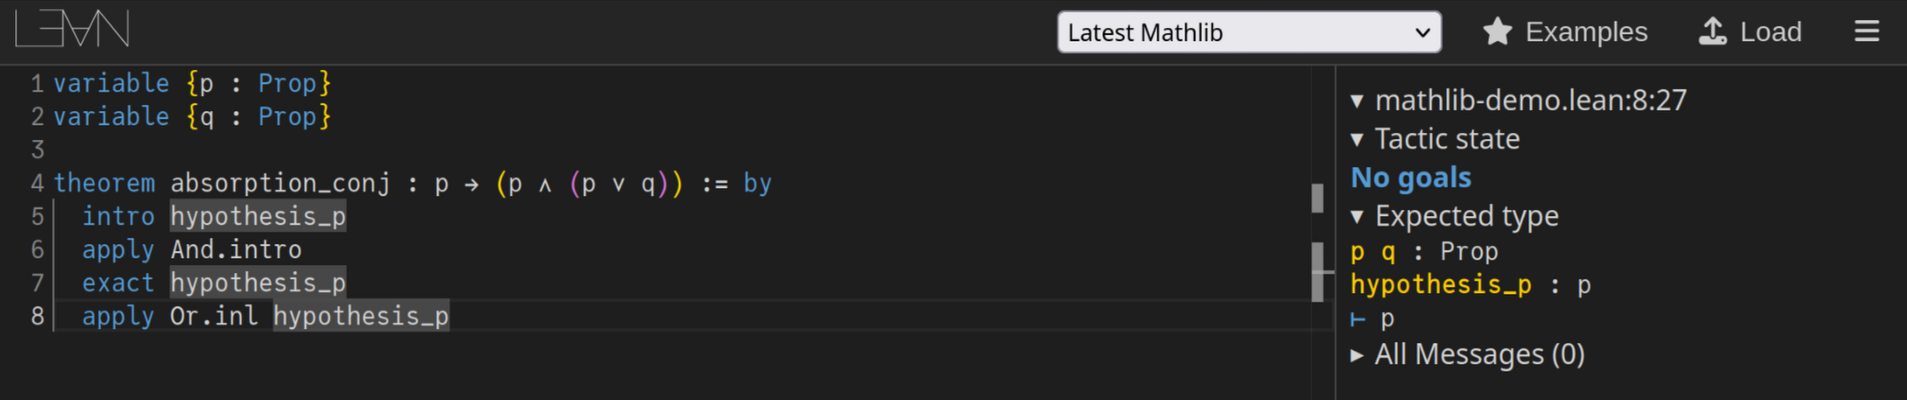 LEAN
Latest Mathlib
Examples
Load
1 variable {p : Prop}
2 variable {q : Prop}
3
4 theorem absorption_conj : p → (p ∧ (p ∨ q)) := by
5 intro hypothesis_p
6 apply And.intro
7 exact hypothesis_p
8 apply Or.inl hypothesis_p
▼ mathlib-demo.lean:8:27
▼ Tactic state
No goals
▼ Expected type
p q : Prop
hypothesis_p : p
⊢ p
▶ All Messages (0)